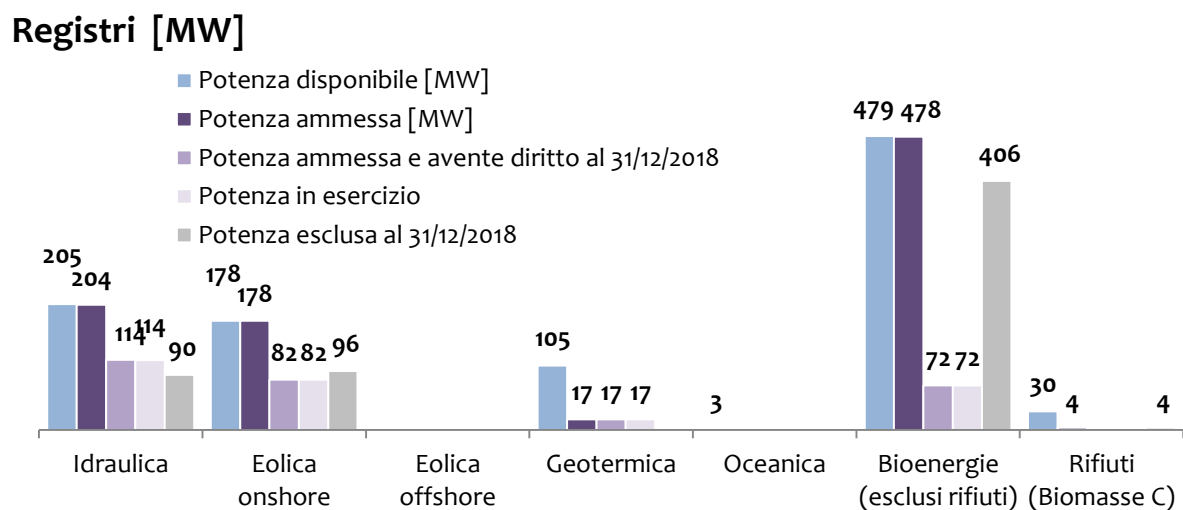 Registri [MW]
Potenza disponibile [MW]
Potenza ammessa [MW]
Potenza ammessa e avente diritto al 31/12/2018
Potenza in esercizio
Potenza esclusa al 31/12/2018
205
204
114
114
90
178
178
82
82
96
105
17
17
17
3
479
478
72
72
406
30
4
4
Idraulica
Eolica
onshore
Eolica
offshore
Geotermica
Oceanica
Bioenergie
(esclusi rifiuti)
Rifiuti
(Biomasse C)